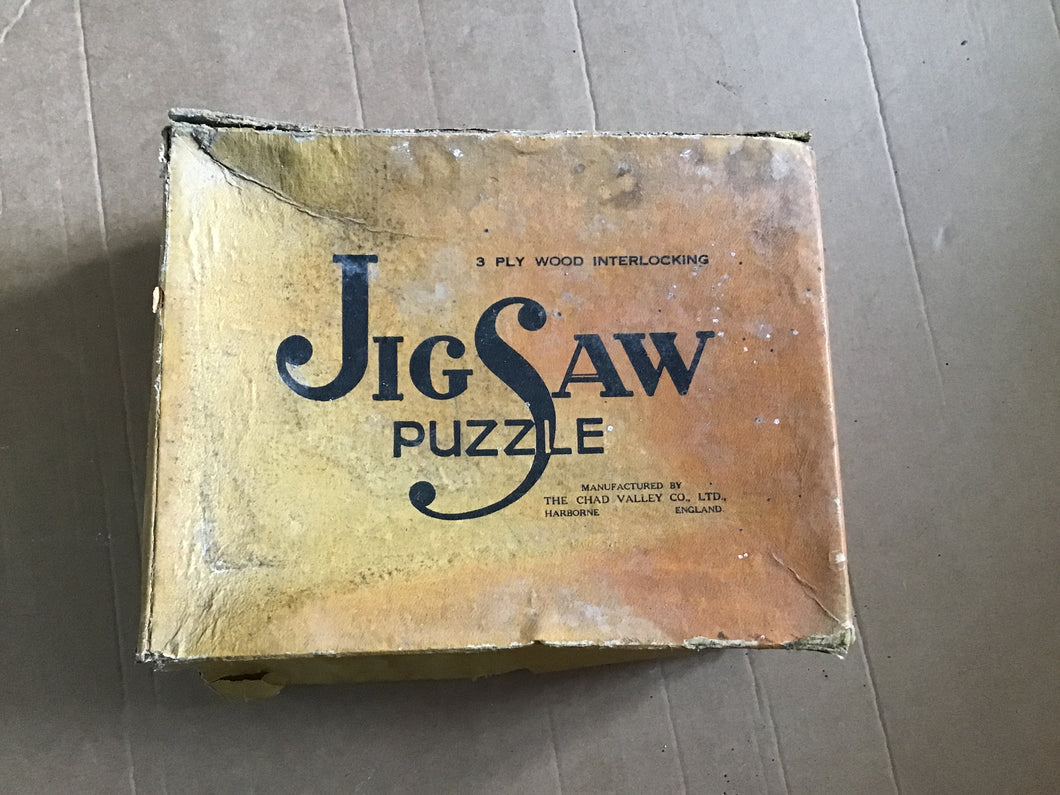 3 PLY WOOD INTERLOCKING
JIGSAW
PUZZLE
MANUFACTURED BY
THE CHAD VALLEY CO., LTD.,
HARBORNE ENGLAND.